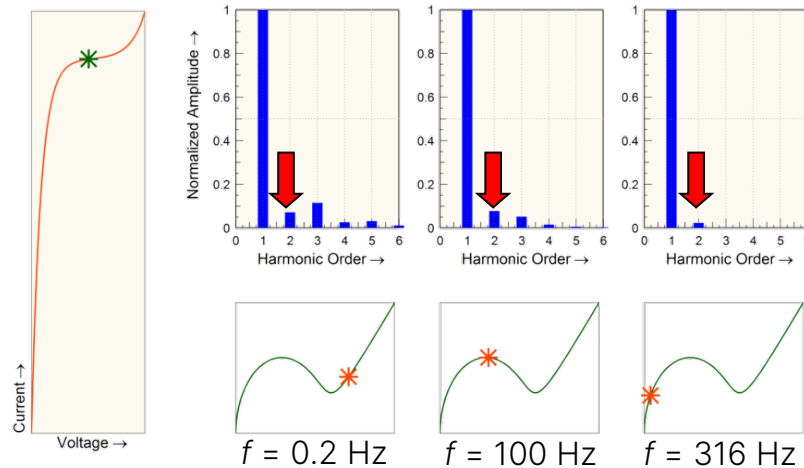 Current →
Voltage →
Normalized Amplitude →
1
0.8
0.6
0.4
0.2
0
0 1 2 3 4 5 6
Harmonic Order →
1
0.8
0.6
0.4
0.2
0
0 1 2 3 4 5 6
Harmonic Order →
1
0.8
0.6
0.4
0.2
0
0 1 2 3 4 5 6
Harmonic Order →
f = 0.2 Hz
f = 100 Hz
f = 316 Hz